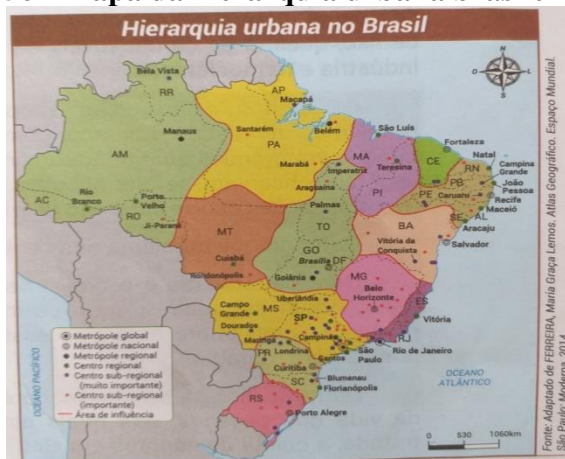 Hierarquia urbana no Brasil
Bela Vista
RR
AP
Macapá
Santarém
Belém
São Luís
Fortaleza
Manaus
AM
PA
Marabá
Imperatriz
MA
Teresina
CE
RN
Natal
Campina
Grande
PB
João
Pessoa
Araguaína
PI
PE
Caruaru
Recife
AC
Rio
Branco
Porto
Velho
RO
Ji-Paraná
Palmas
TO
AL
Maceió
SE
Aracaju
MT
BA
GO
Vitória da
Conquista
Salvador
Cuiabá
Brasília
DF
Rondonópolis
Goiânia
MG
Uberlândia
Belo
Horizonte
ES
Campo
Grande
MS
Vitória
Dourados
SP
Campinas
RJ
Maringá
Londrina
São
Paulo
Rio de Janeiro
Santos
PR
Curitiba
SC
Blumenau
Florianópolis
RS
Porto Alegre
OCEANO PACÍFICO
OCEANO
ATLÂNTICO
N
O
L
S
Metrópole global
Metrópole nacional
Metrópole regional
Centro regional
Centro sub-regional
(muito importante)
Centro sub-regional
(importante)
Área de influência
0 530 1060km
Fonte: Adaptado de FERREIRA, Maria Graça Lemos. Atlas Geográfico. Espaço Mundial.
São Paulo: Moderna, 2014.